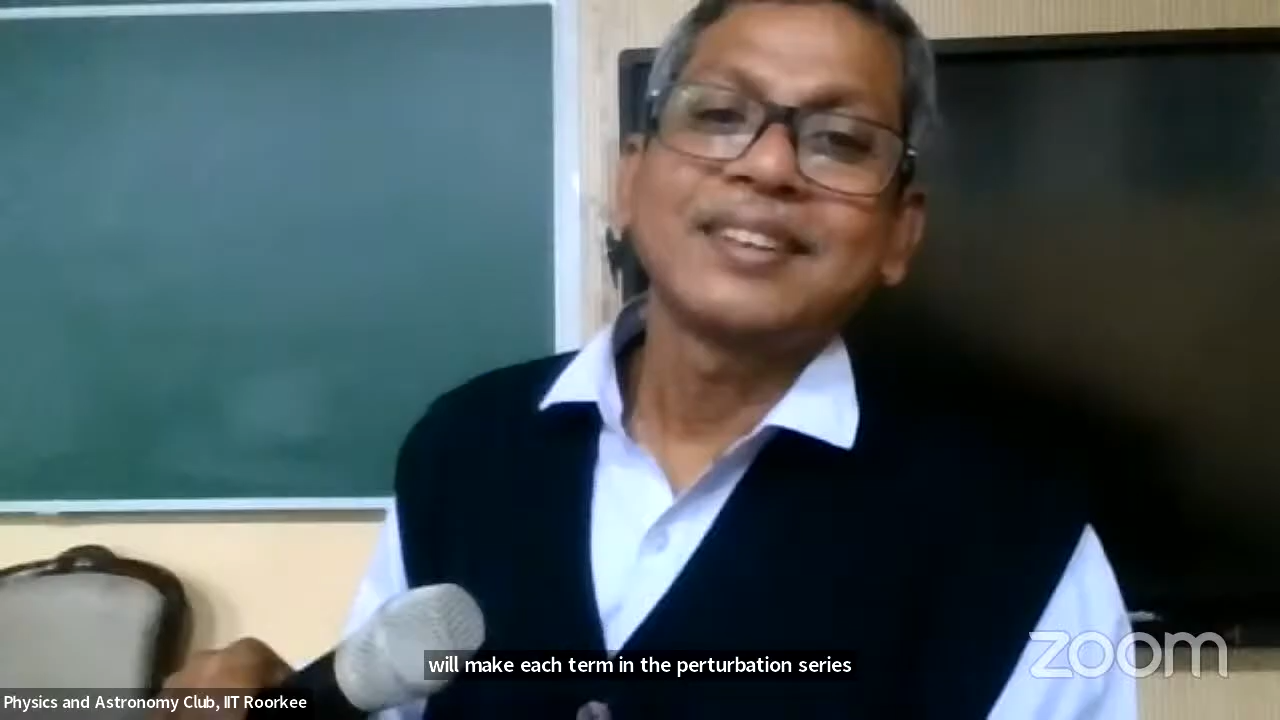 will make each term in the perturbation series
zoom
Physics and Astronomy Club, IIT Roorkee